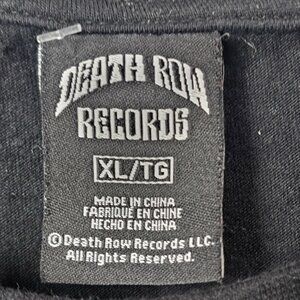 DEATH ROW
RECORDS
XL/TG
MADE IN CHINA
FABRIQUÉ EN CHINE
HECHO EN CHINA
©Death Row Records LLC.
All Rights Reserved.